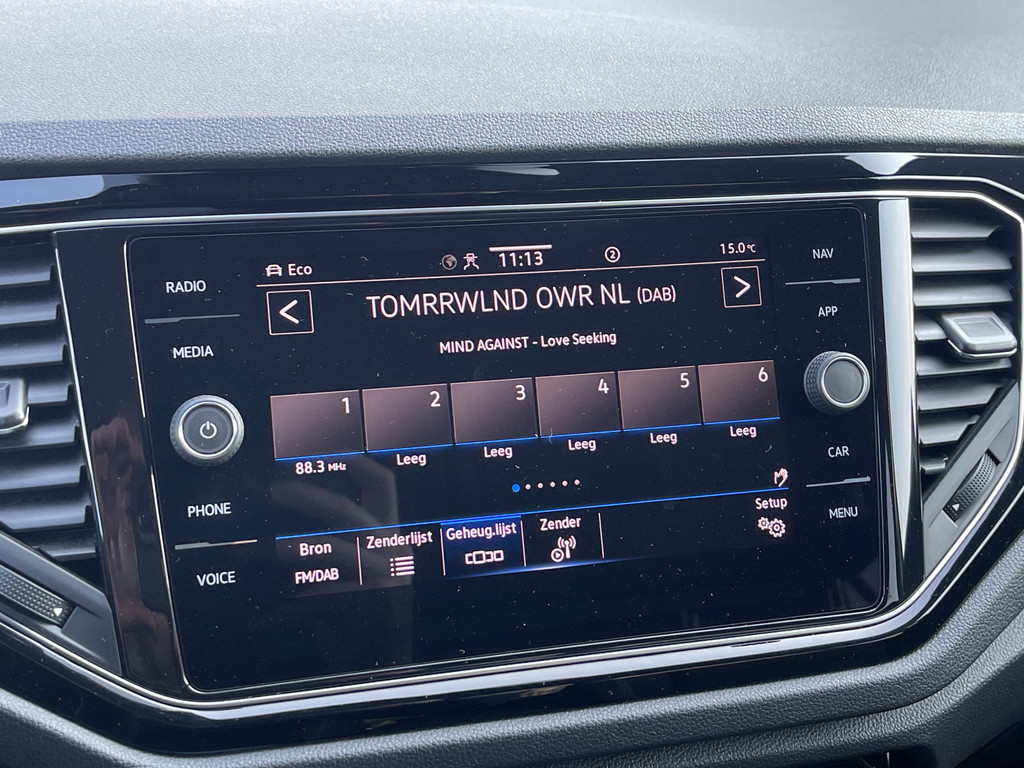 RADIO
MEDIA
PHONE
VOICE
Eco
11:13
2
15.0°C
<
TOMRRWLND OWR NL (DAB)
>
MIND AGAINST - Love Seeking
1 2 3 4 5 6
88.3 MHz Leeg Leeg Leeg Leeg Leeg
Bron
FM/DAB
Zenderlijst
Geheug.lijst
Zender
Setup
NAV
APP
CAR
MENU